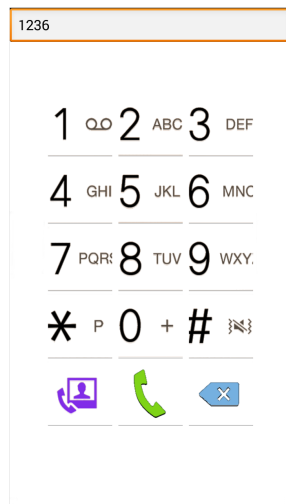 1236
1 2 ABC 3 DEF
4 GHI 5 JKL 6 MNO
7 PQRS 8 TUV 9 WXY
* P 0 + #